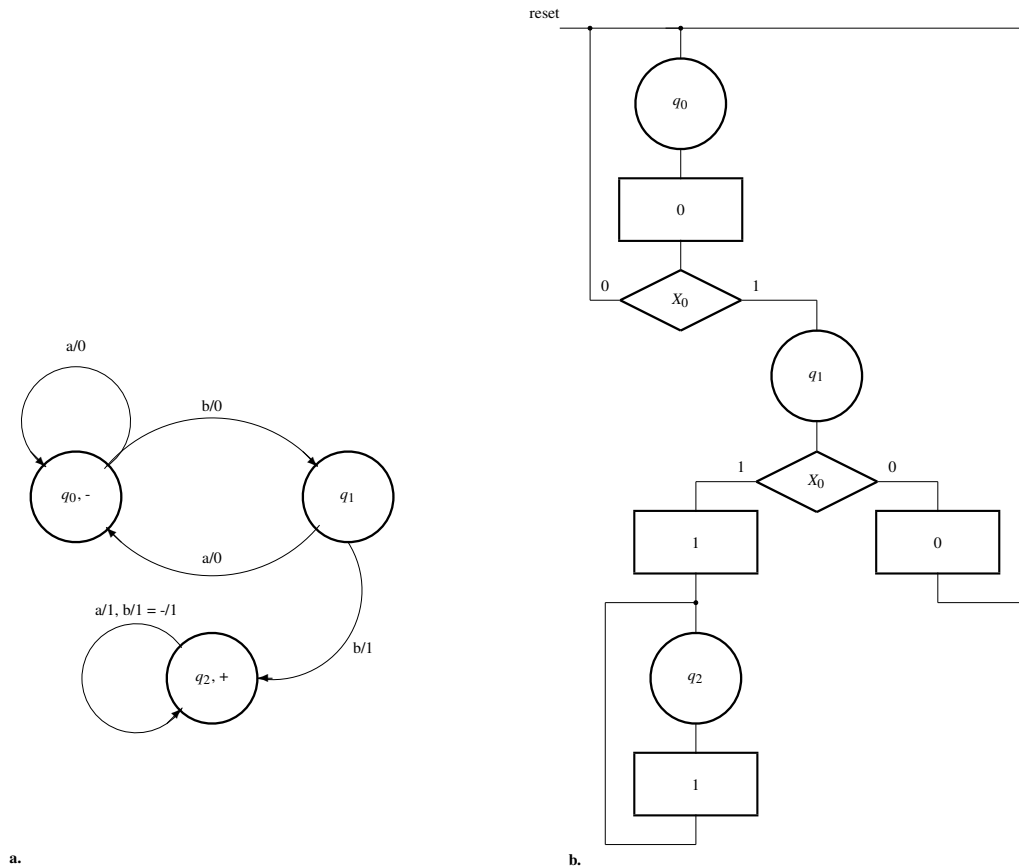 a/0
b/0
q0, -
q1
a/0
a/1, b/1 = -/1
b/1
q2, +
a.
reset
q0
0
0
X0
1
q1
1
X0
0
1
0
q2
1
b.